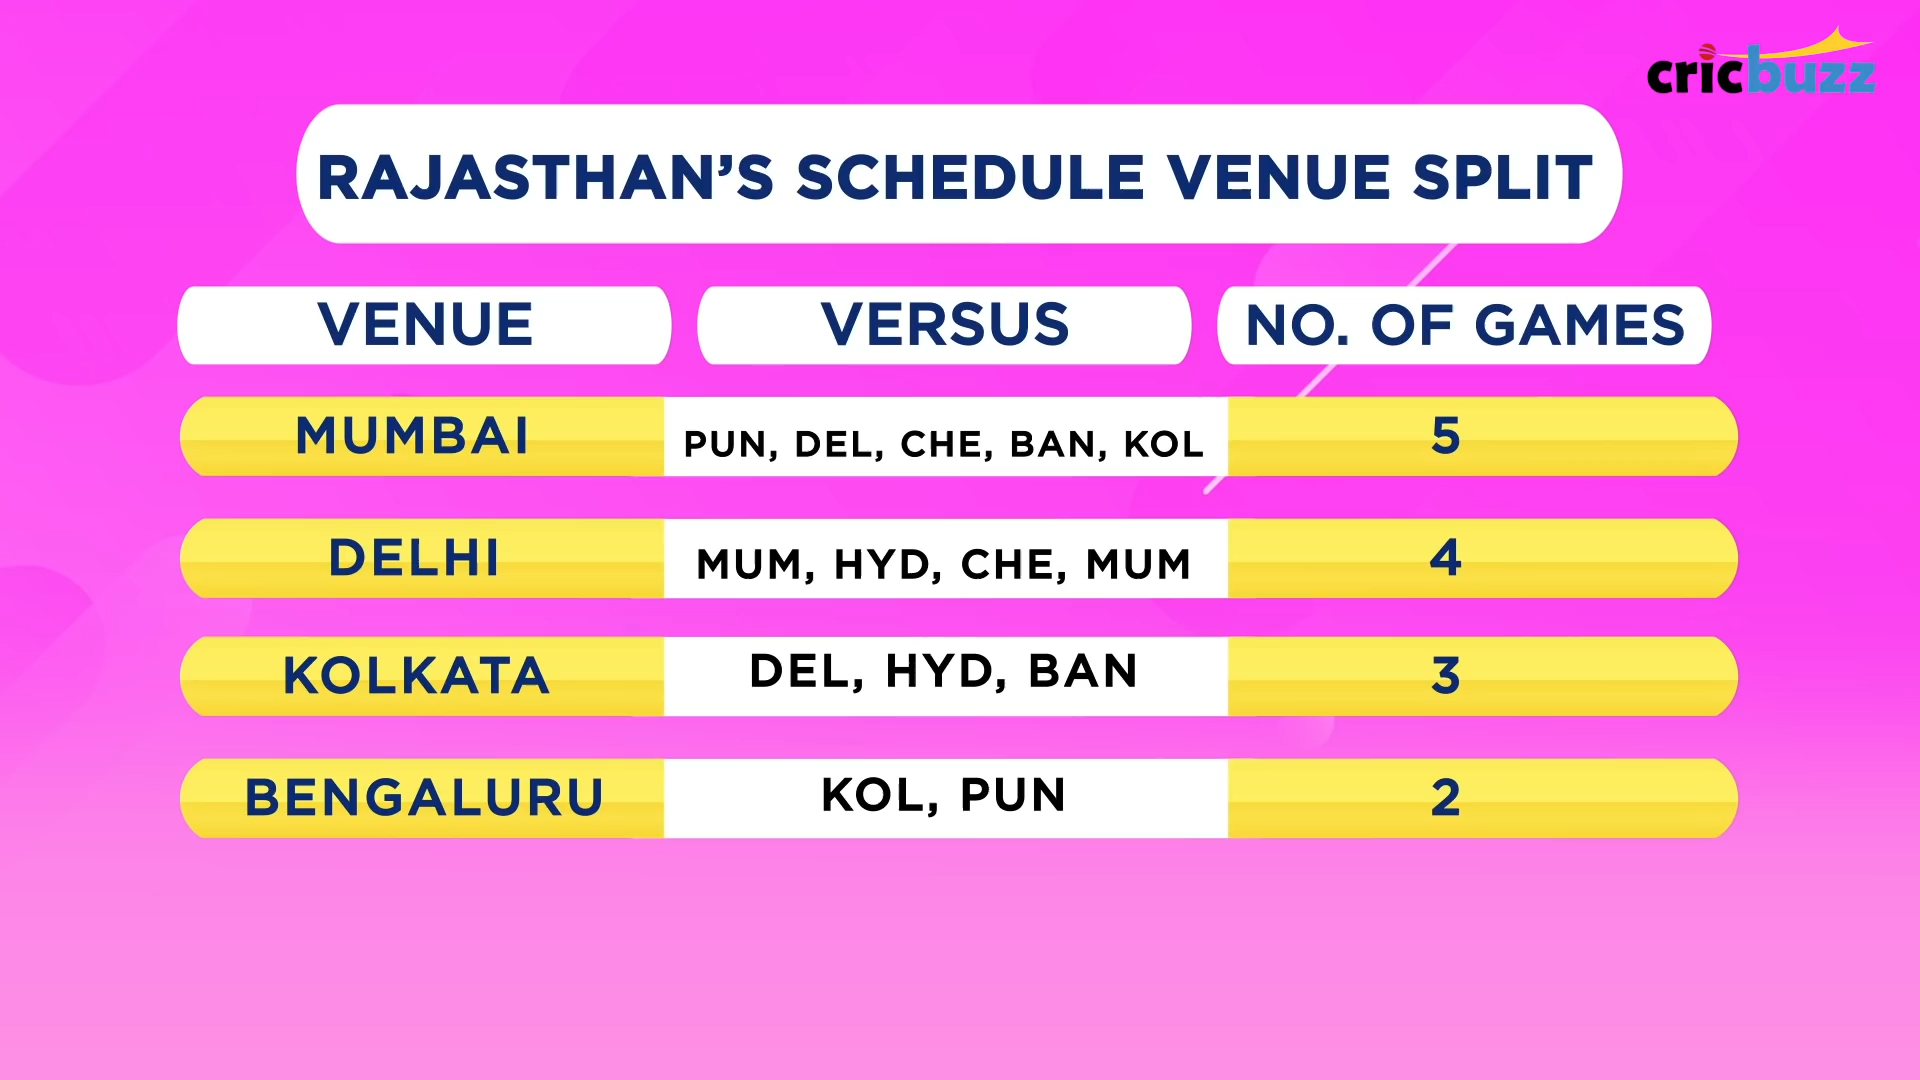 cricbuzz
RAJASTHAN’S SCHEDULE VENUE SPLIT
VENUE VERSUS NO. OF GAMES
MUMBAI PUN, DEL, CHE, BAN, KOL 5
DELHI MUM, HYD, CHE, MUM 4
KOLKATA DEL, HYD, BAN 3
BENGALURU KOL, PUN 2